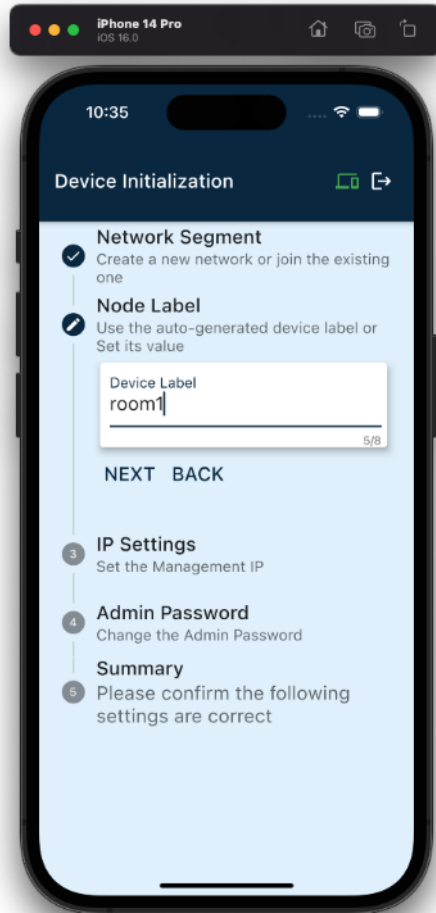 iPhone 14 Pro
iOS 16.0
10:35
Device Initialization
Network Segment
Create a new network or join the existing
one
Node Label
Use the auto-generated device label or
Set its value
Device Label
room1
5/8
NEXT BACK
3 IP Settings
Set the Management IP
4 Admin Password
Change the Admin Password
Summary
5 Please confirm the following
settings are correct